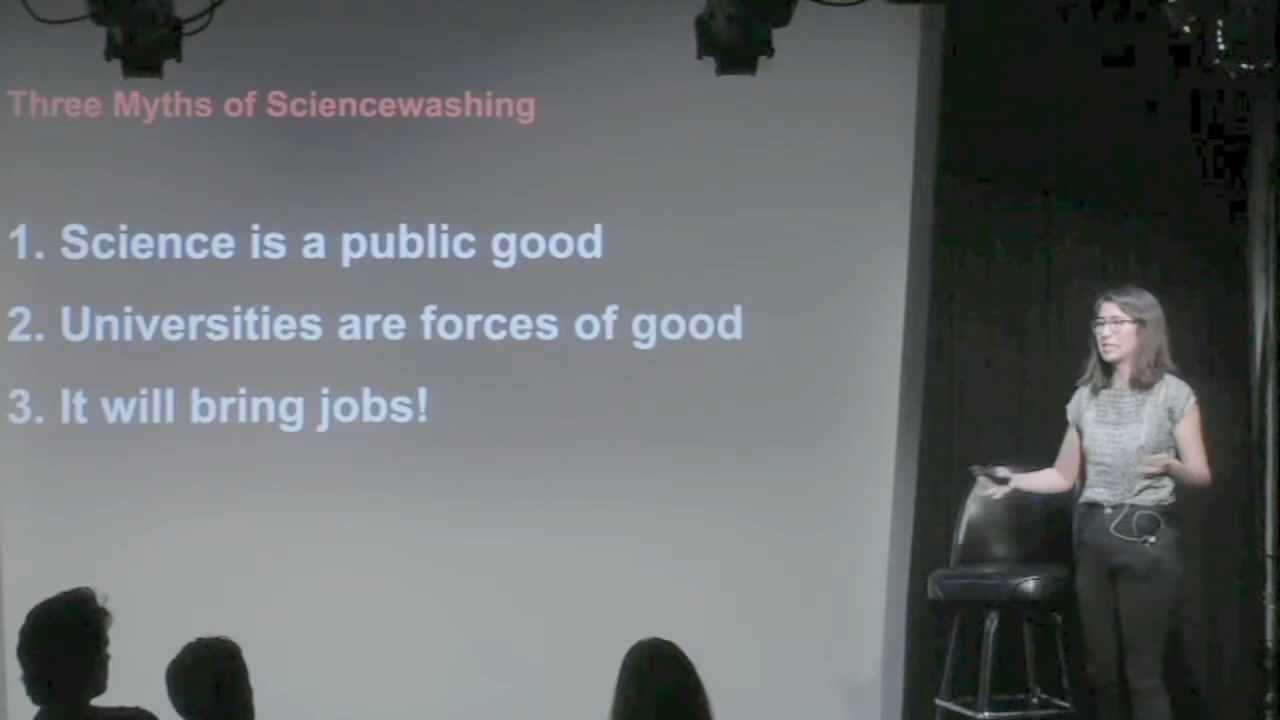 Three Myths of Sciencewashing
1. Science is a public good
2. Universities are forces of good
3. It will bring jobs!